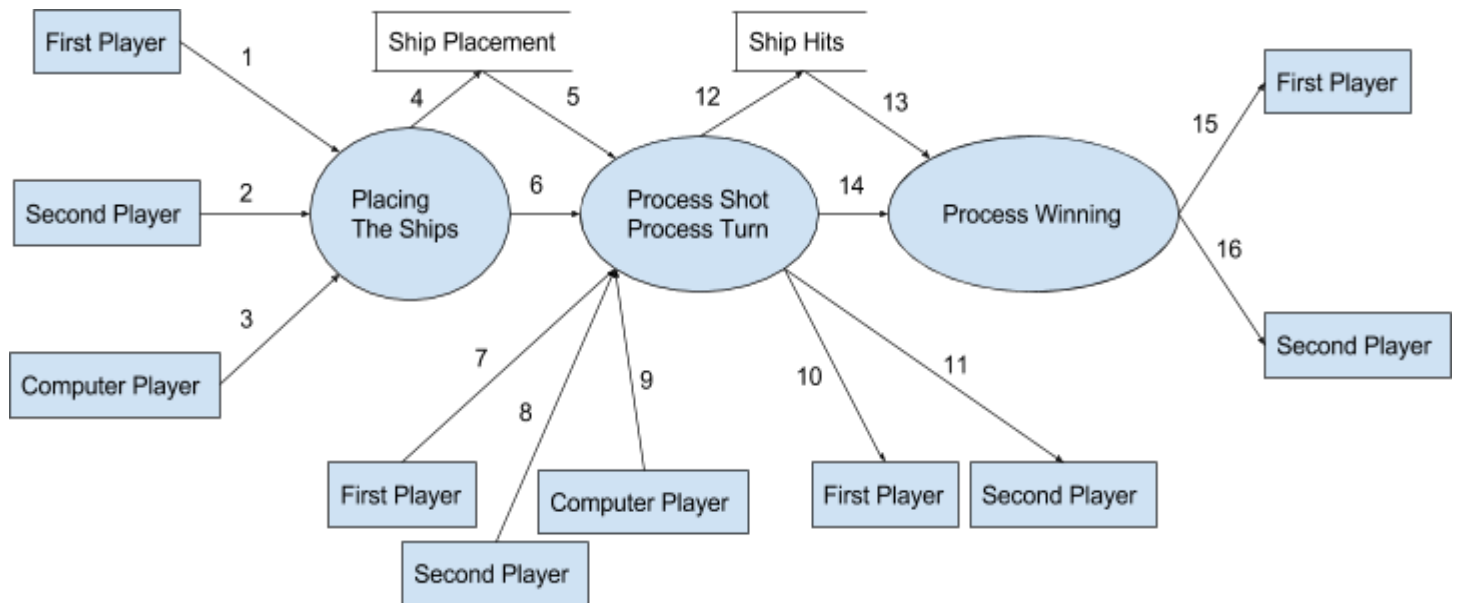 First Player
1
Ship Placement
Ship Hits
First Player
4
5
12
13
15
Second Player
2
Placing
The Ships
6
Process Shot
Process Turn
14
Process Winning
16
3
Computer Player
Second Player
7
8
9
10
11
First Player
Computer Player
First Player
Second Player
Second Player